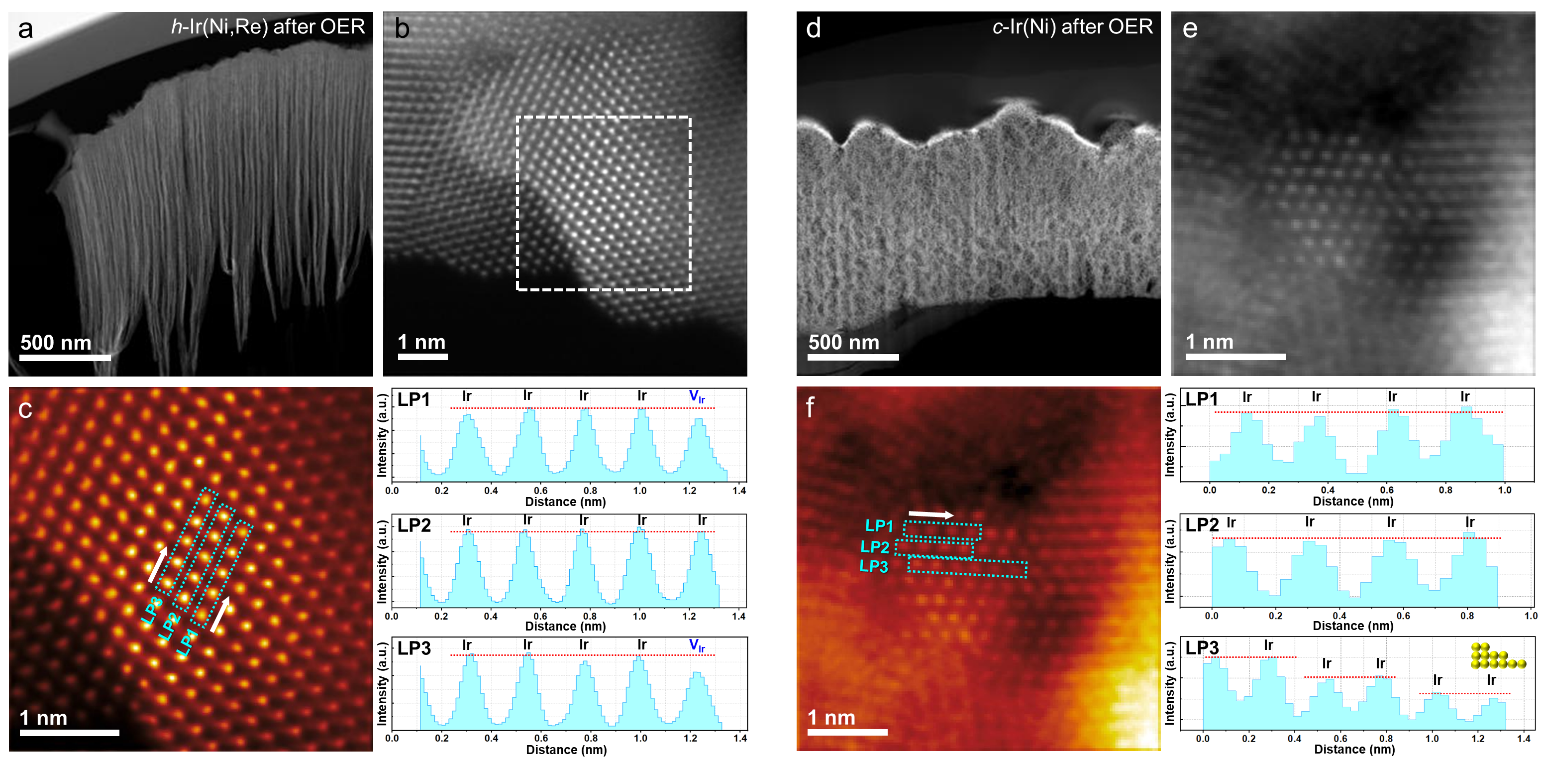 a
h-Ir(Ni,Re) after OER
500 nm
b
1 nm
c
LP3
LP2
LP1
1 nm
LP1
Ir Ir Ir Ir VIr
Intensity (a.u.)
0.0 0.2 0.4 0.6 0.8 1.0 1.2 1.4
Distance (nm)
LP2
Ir Ir Ir Ir Ir
Intensity (a.u.)
0.0 0.2 0.4 0.6 0.8 1.0 1.2 1.4
Distance (nm)
LP3
Ir Ir Ir Ir VIr
Intensity (a.u.)
0.0 0.2 0.4 0.6 0.8 1.0 1.2 1.4
Distance (nm)
d
c-Ir(Ni) after OER
500 nm
e
1 nm
f
LP1
LP2
LP3
1 nm
LP1
Ir Ir Ir Ir
Intensity (a.u.)
0.0 0.2 0.4 0.6 0.8 1.0
Distance (nm)
LP2
Ir Ir Ir Ir
Intensity (a.u.)
0.0 0.2 0.4 0.6 0.8 1.0
Distance (nm)
LP3
Ir Ir Ir Ir Ir
Intensity (a.u.)
0.0 0.2 0.4 0.6 0.8 1.0 1.2 1.4
Distance (nm)